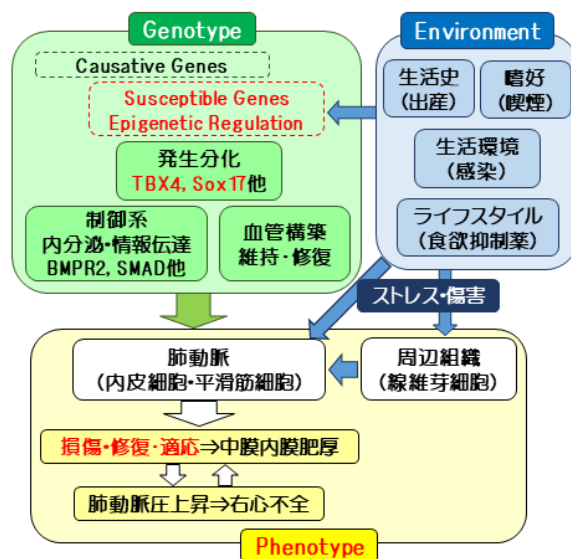 Genotype
Causative Genes
Susceptible Genes
Epigenetic Regulation
発生分化
TBX4, Sox17他
制御系
内分泌・情報伝達
BMPR2, SMAD他
血管構築
維持・修復
Environment
生活史
(出産)
嗜好
(喫煙)
生活環境
(感染)
ライフスタイル
(食欲抑制薬)
ストレス・傷害
肺動脈
(内皮細胞・平滑筋細胞)
周辺組織
(線維芽細胞)
損傷・修復・適応⇒中膜内膜肥厚
肺動脈圧上昇⇒右心不全
Phenotype